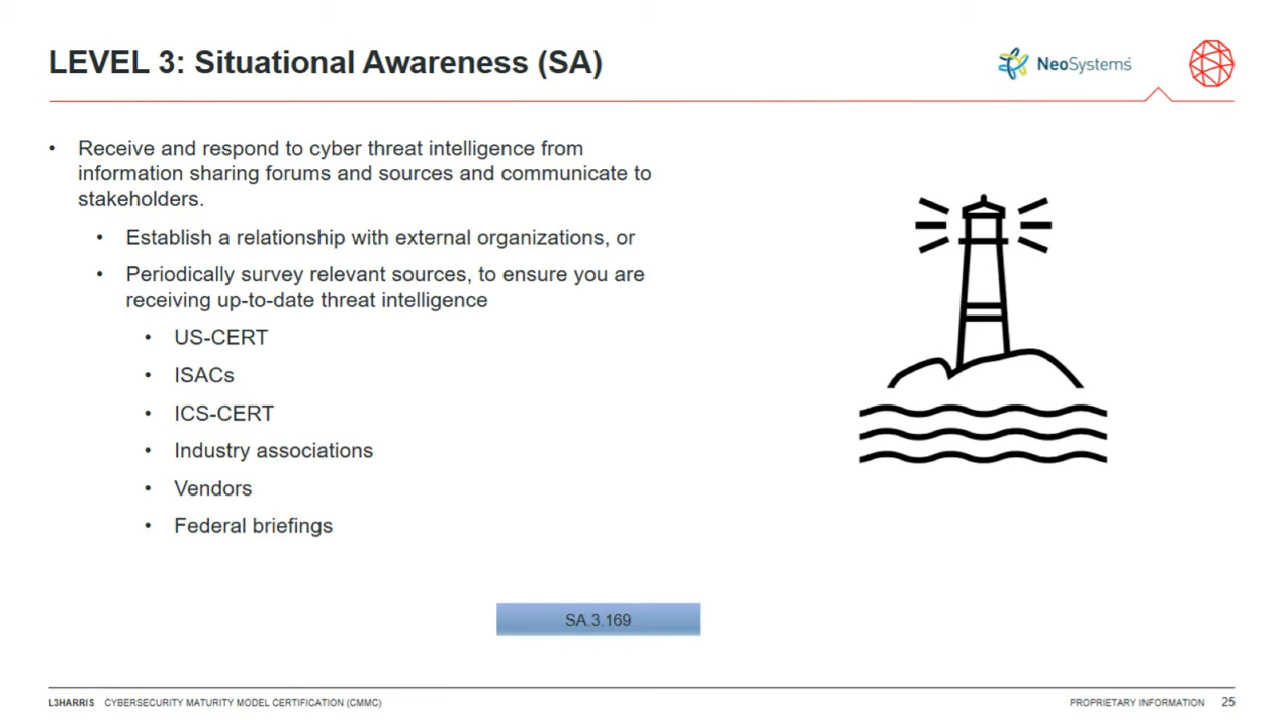 LEVEL 3: Situational Awareness (SA)
NeoSystems
• Receive and respond to cyber threat intelligence from
information sharing forums and sources and communicate to
stakeholders.
• Establish a relationship with external organizations, or
• Periodically survey relevant sources, to ensure you are
receiving up-to-date threat intelligence
• US-CERT
• ISACs
• ICS-CERT
• Industry associations
• Vendors
• Federal briefings
SA.3.169
L3HARRIS CYBERSECURITY MATURITY MODEL CERTIFICATION (CMMC)
PROPRIETARY INFORMATION 25